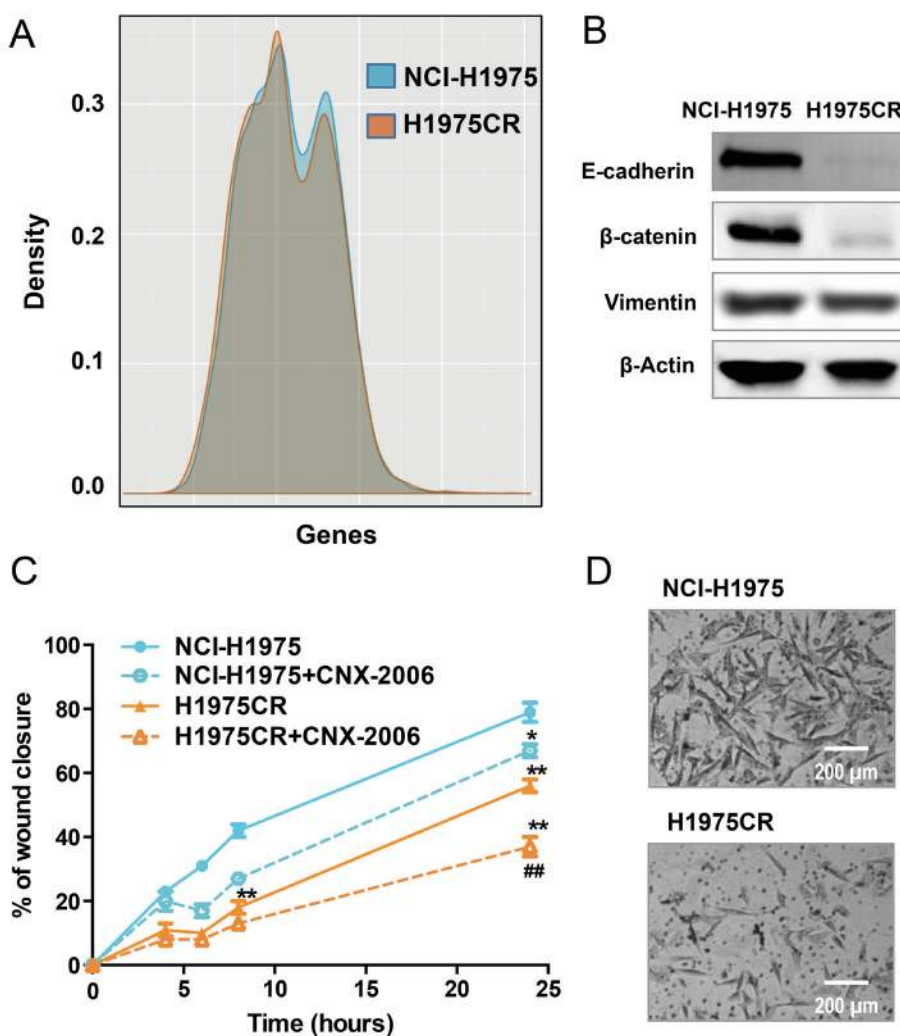 A
NCI-H1975
H1975CR
0.3
0.2
0.1
0.0
Density
Genes
B
NCI-H1975 H1975CR
E-cadherin
β-catenin
Vimentin
β-Actin
C
NCI-H1975
NCI-H1975+CNX-2006
H1975CR
H1975CR+CNX-2006
100
80
60
40
20
0
% of wound closure
*
**
**
##
**
0 5 10 15 20 25
Time (hours)
D
NCI-H1975
200 µm
H1975CR
200 µm